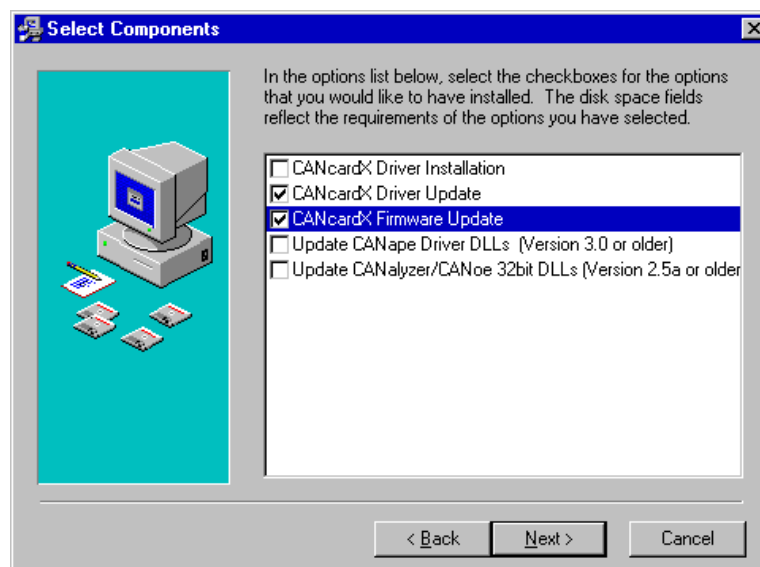 Select Components
In the options list below, select the checkboxes for the options
that you would like to have installed. The disk space fields
reflect the requirements of the options you have selected.
CANcardX Driver Installation
CANcardX Driver Update
CANcardX Firmware Update
Update CANape Driver DLLs (Version 3.0 or older)
Update CANalyzer/CANoe 32bit DLLs (Version 2.5a or older
< Back
Next >
Cancel